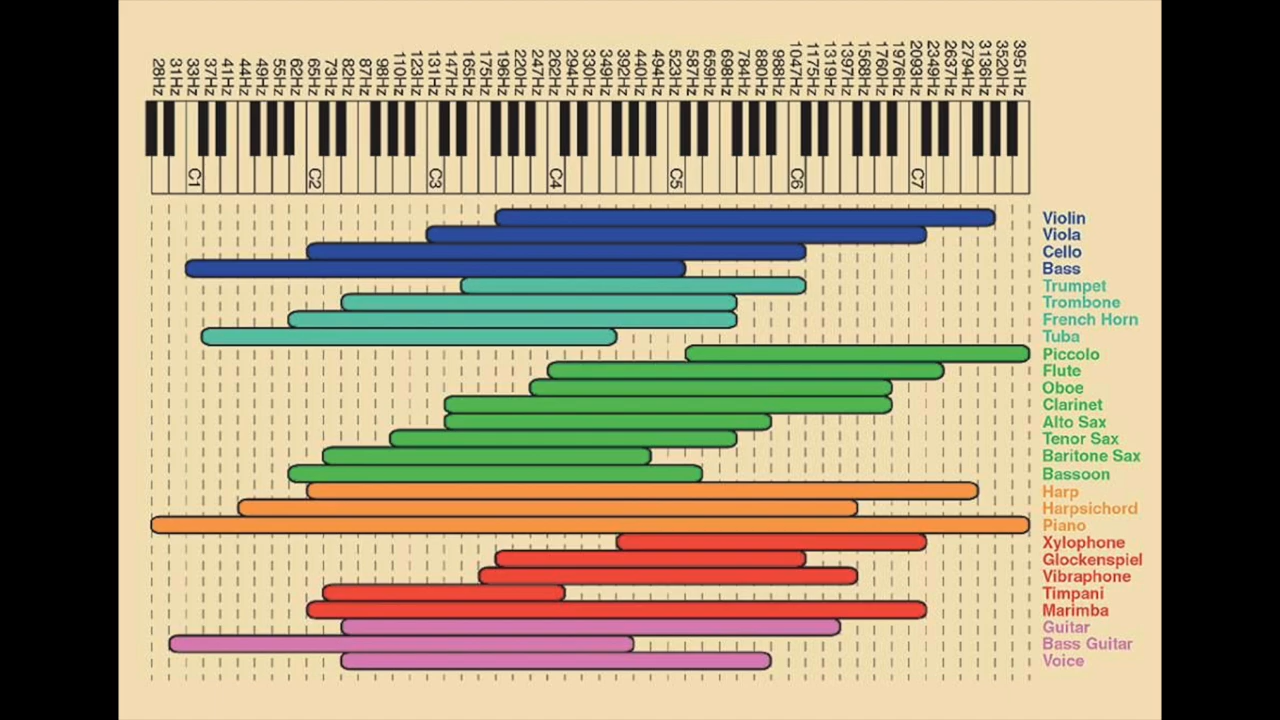 28Hz
31Hz
33Hz
37Hz
41Hz
44Hz
49Hz
55Hz
62Hz
65Hz
73Hz
82Hz
87Hz
98Hz
110Hz
123Hz
131Hz
147Hz
165Hz
175Hz
196Hz
220Hz
247Hz
262Hz
294Hz
330Hz
349Hz
392Hz
440Hz
494Hz
523Hz
587Hz
659Hz
698Hz
784Hz
880Hz
988Hz
1047Hz
1175Hz
1319Hz
1397Hz
1568Hz
1760Hz
1976Hz
2093Hz
2349Hz
2637Hz
2794Hz
3136Hz
3520Hz
3951Hz
C1
C2
C3
C4
C5
C6
C7
Violin
Viola
Cello
Bass
Trumpet
Trombone
French Horn
Tuba
Piccolo
Flute
Oboe
Clarinet
Alto Sax
Tenor Sax
Baritone Sax
Bassoon
Harp
Harpsichord
Piano
Xylophone
Glockenspiel
Vibraphone
Timpani
Marimba
Guitar
Bass Guitar
Voice